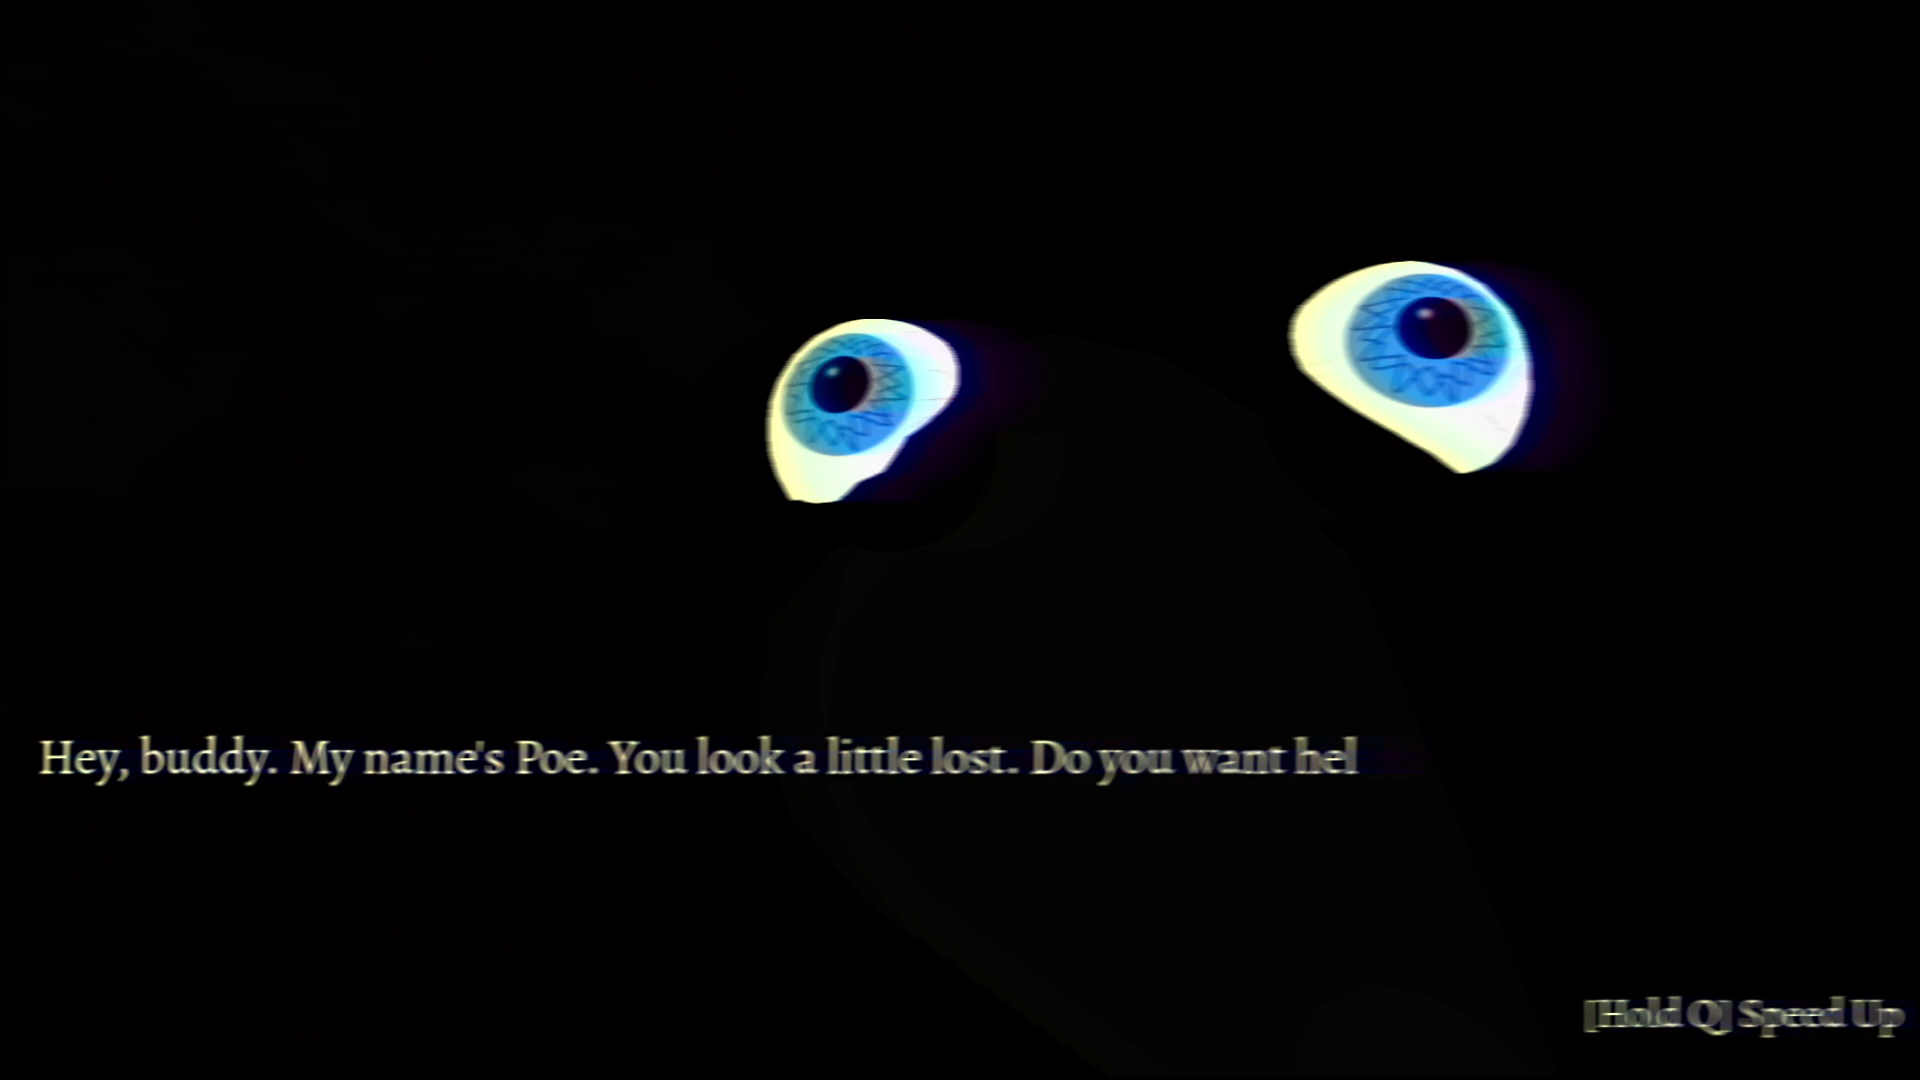 Hey, buddy. My name's Poe. You look a little lost. Do you want hel
[Hold Q] Speed Up